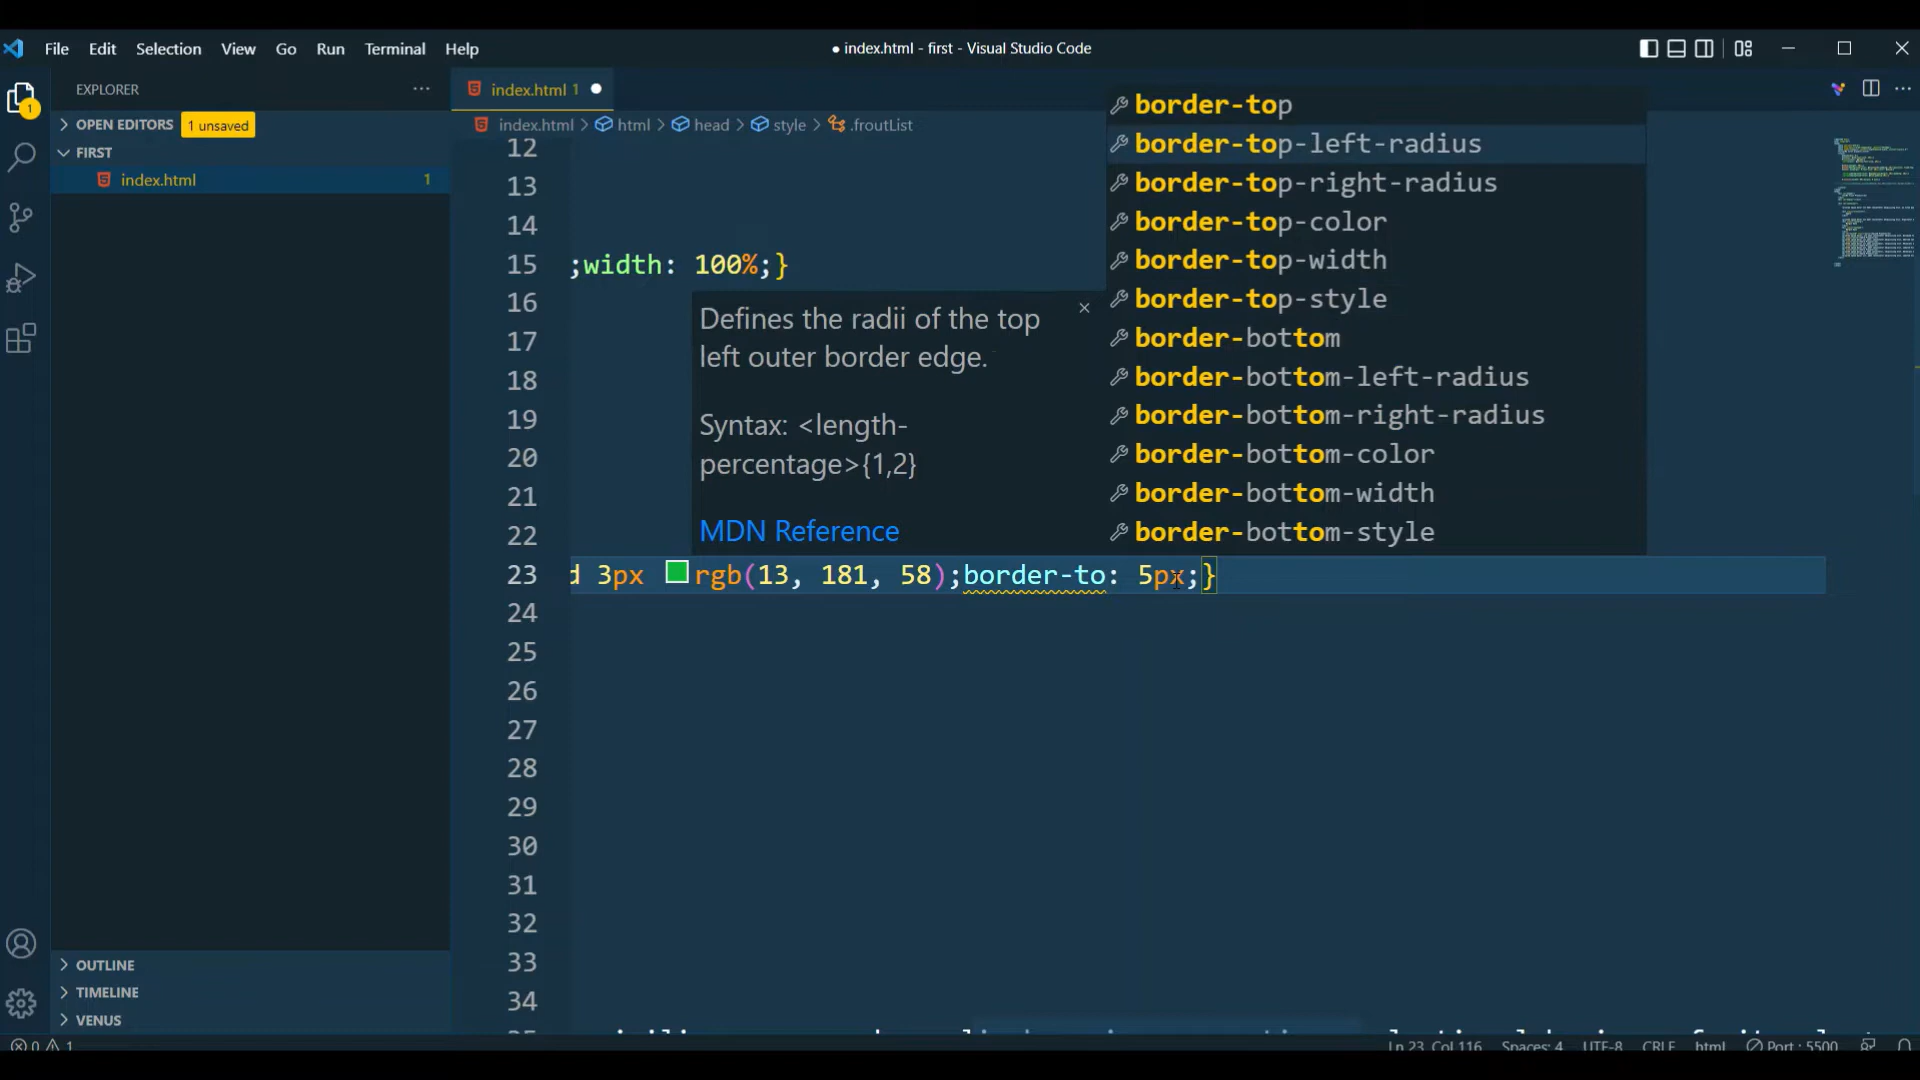 File Edit Selection View Go Run Terminal Help
● index.html - first - Visual Studio Code
EXPLORER ···
index.html 1 ●
OPEN EDITORS 1 unsaved
FIRST
index.html 1
index.html > html > head > style > .froutList
12
13
14
15 ;width: 100%;}
16
17
18
19
20
21
22
23 d 3px rgb(13, 181, 58);border-to: 5px;}
24
25
26
27
28
29
30
31
32
33
34
border-top
border-top-left-radius
border-top-right-radius
border-top-color
border-top-width
border-top-style
border-bottom
border-bottom-left-radius
border-bottom-right-radius
border-bottom-color
border-bottom-width
border-bottom-style
Defines the radii of the top
left outer border edge.
Syntax: <length-
percentage>{1,2}
MDN Reference
OUTLINE
TIMELINE
VENUS
1
0 1
Ln 23, Col 116 Spaces: 4 UTF-8 CRLF html Port : 5500